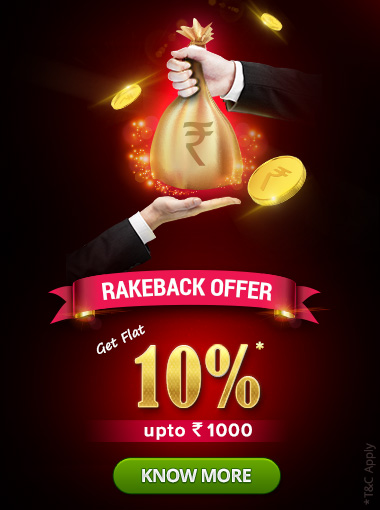 ₹
₹
RAKEBACK OFFER
Get Flat
10%*
upto ₹ 1000
KNOW MORE
*T&C Apply